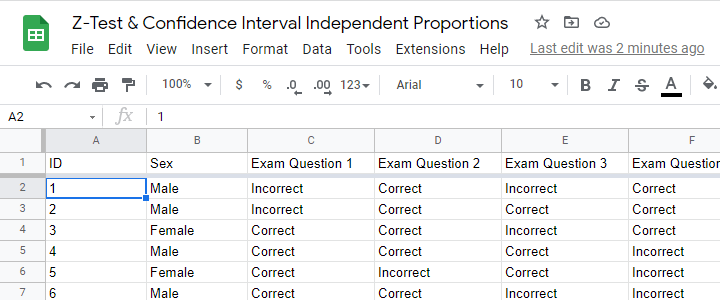 Z-Test & Confidence Interval Independent Proportions
File Edit View Insert Format Data Tools Extensions Help Last edit was 2 minutes ago
100% $ % .0 .00 123 Arial 10 B I S A
A2 fx 1
A B C D E F
1 ID Sex Exam Question 1 Exam Question 2 Exam Question 3 Exam Question
2 1 Male Incorrect Correct Incorrect Correct
3 2 Male Incorrect Correct Correct Correct
4 3 Female Correct Correct Incorrect Correct
5 4 Male Correct Correct Correct Incorrect
6 5 Female Correct Incorrect Correct Incorrect
7 6 Male Correct Correct Incorrect Incorrect